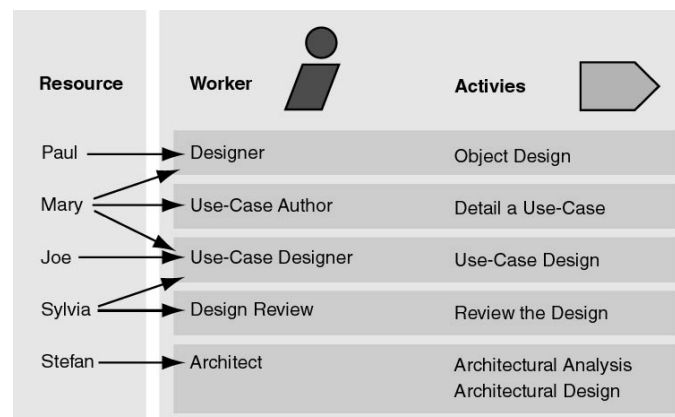 Resource Worker Activies
Paul Designer Object Design
Mary Use-Case Author Detail a Use-Case
Joe Use-Case Designer Use-Case Design
Sylvia Design Review Review the Design
Stefan Architect Architectural Analysis
Architectural Design